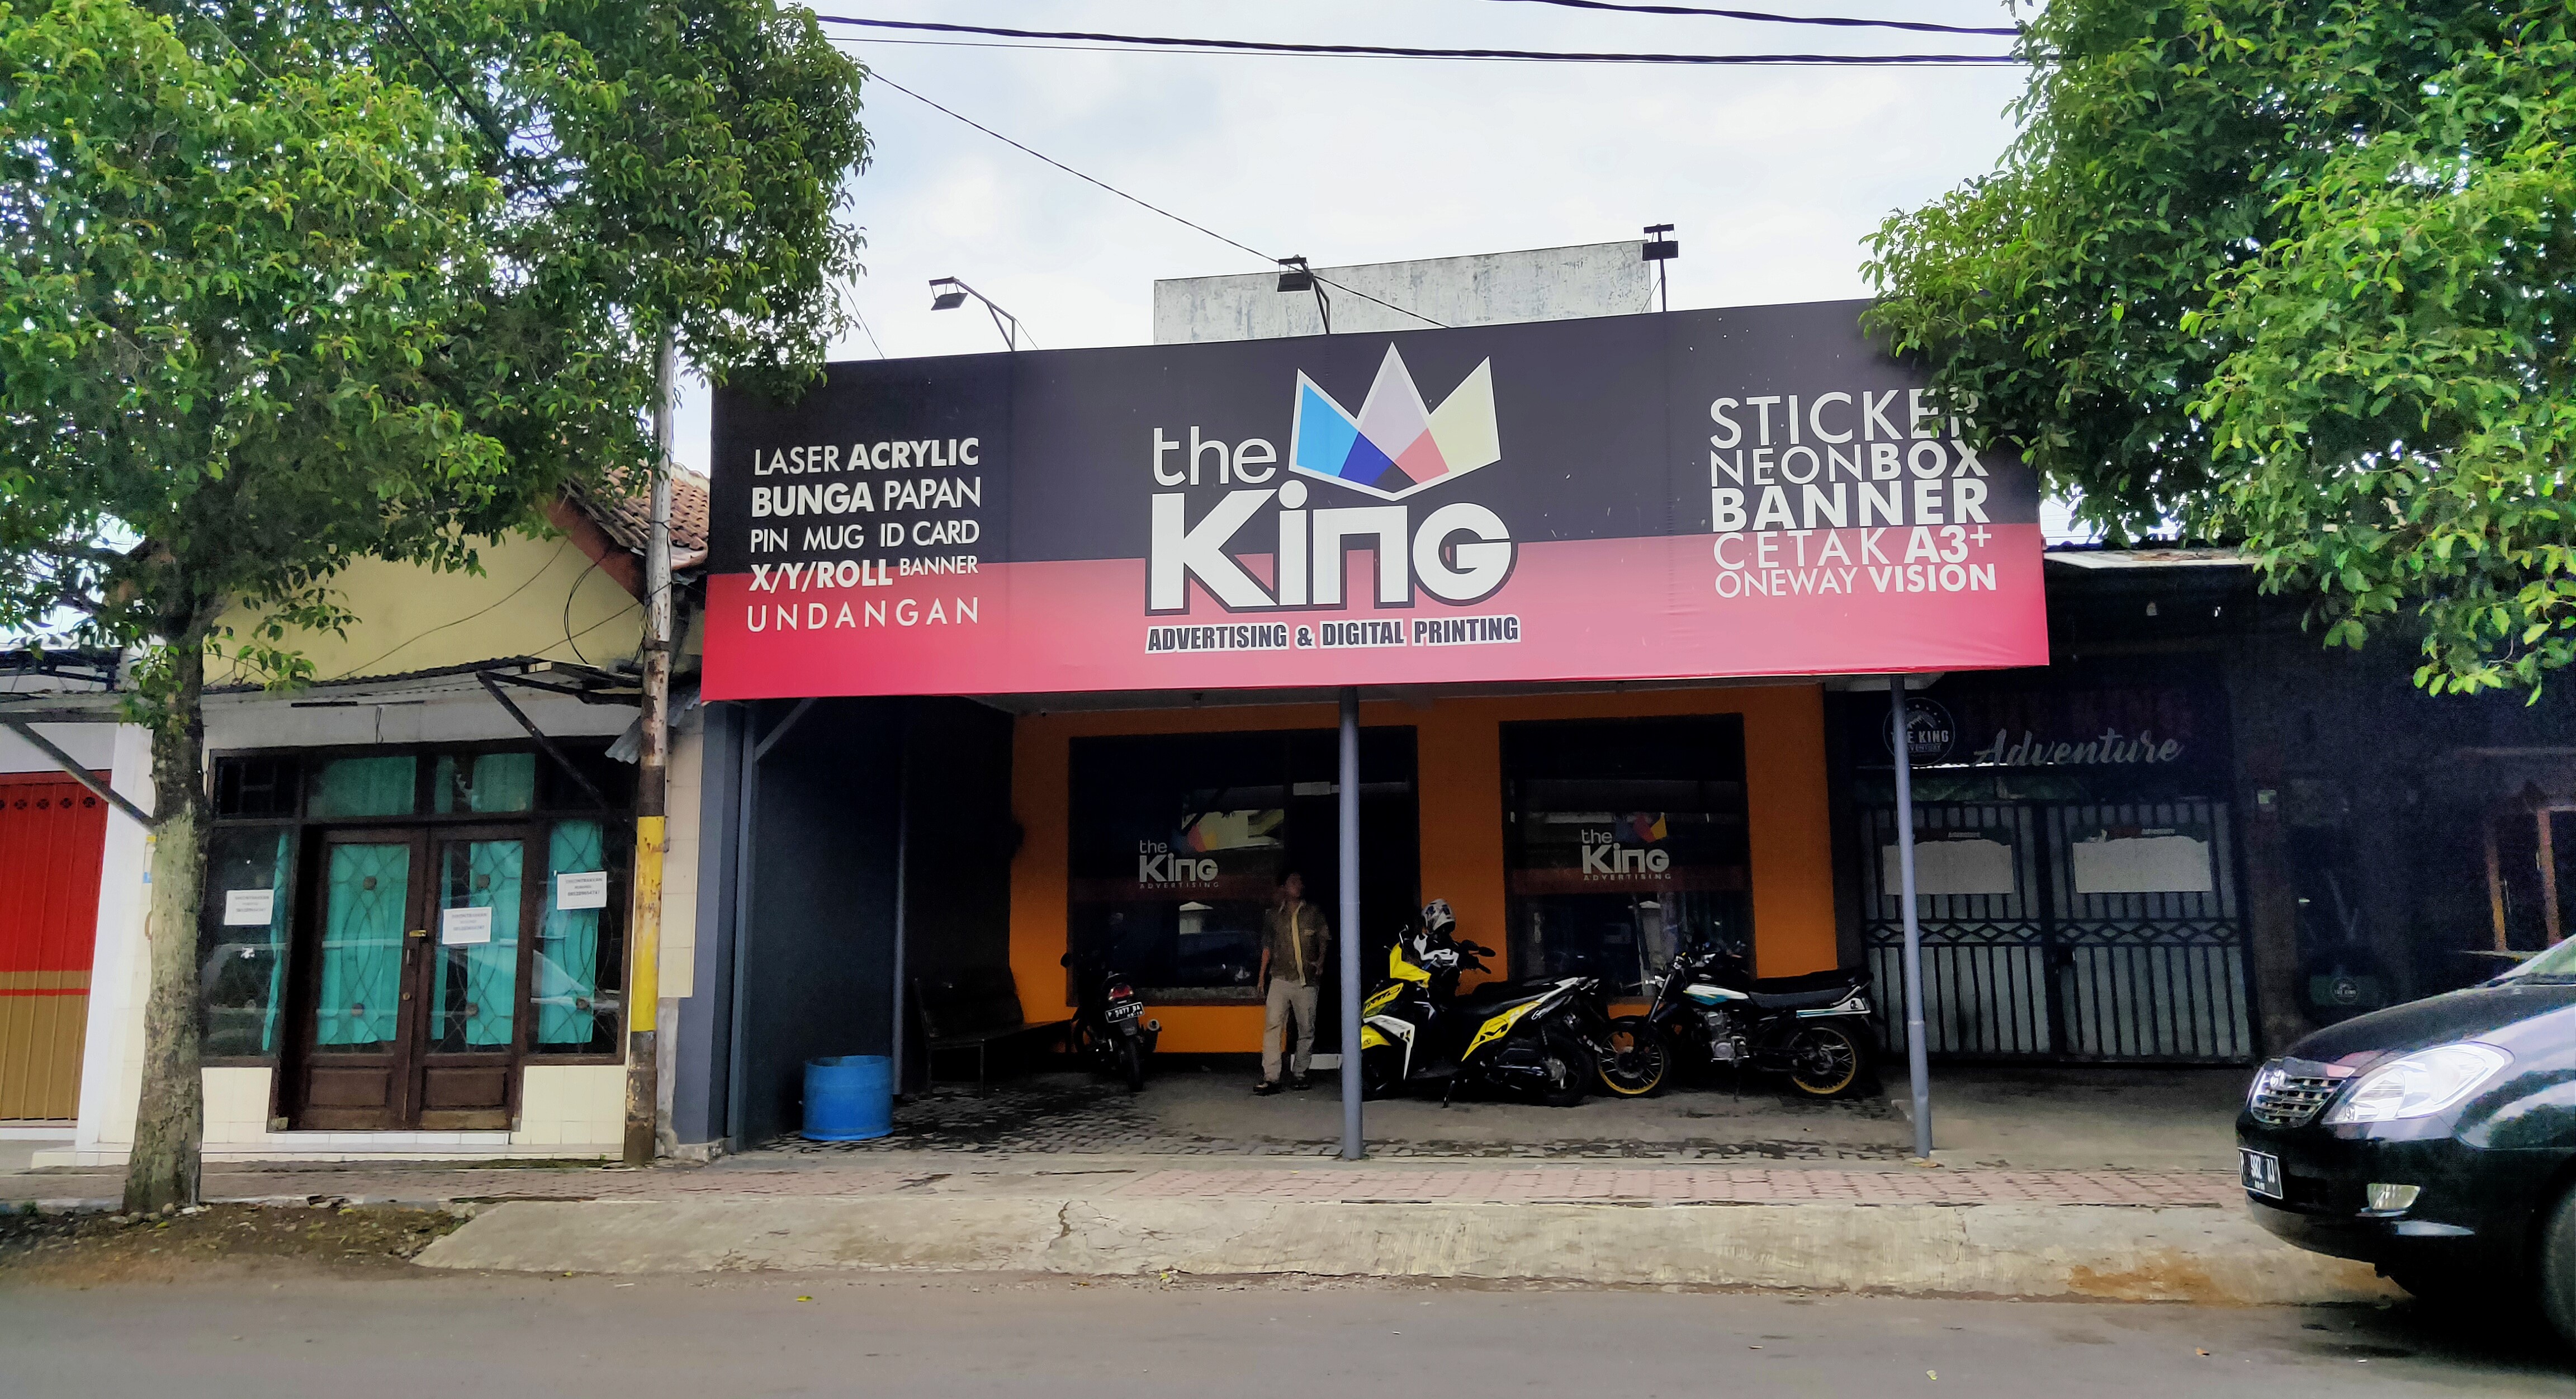 LASER ACRYLIC
BUNGA PAPAN
PIN MUG ID CARD
X/Y/ROLL BANNER
UNDANGAN
the
King
ADVERTISING & DIGITAL PRINTING
STICKER
NEONBOX
BANNER
CETAK A3+
ONEWAY VISION
the
King
ADVERTISING
the
King
ADVERTISING
THE KING
Adventure